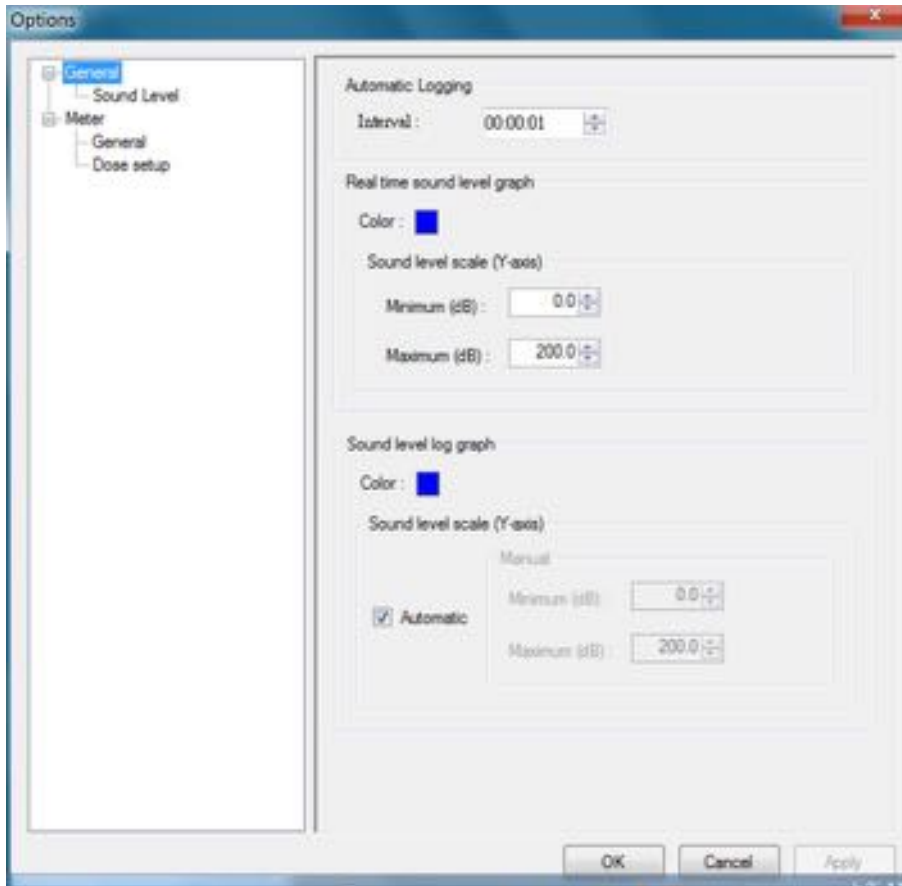 Options
General
Sound Level
Meter
General
Dose setup
Automatic Logging
Interval : 00:00:01
Real time sound level graph
Color :
Sound level scale (Y-axis)
Minimum (dB) : 0.0
Maximum (dB) : 200.0
Sound level log graph
Color :
Sound level scale (Y-axis)
Manual
Automatic
Minimum (dB) : 0.0
Maximum (dB) : 200.0
OK Cancel Apply